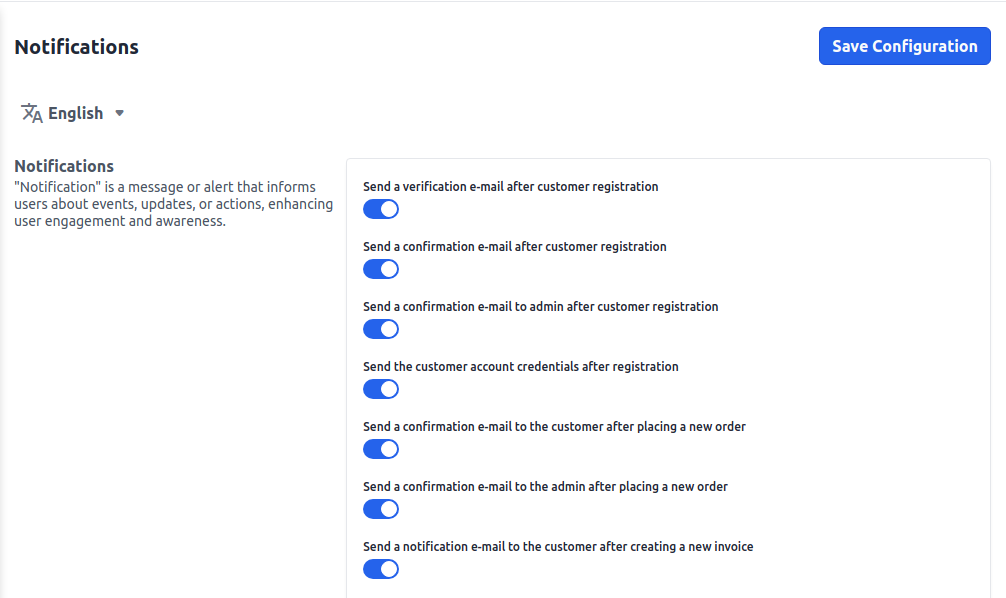 Notifications
Save Configuration
English
Notifications
"Notification" is a message or alert that informs
users about events, updates, or actions, enhancing
user engagement and awareness.
Send a verification e-mail after customer registration
Send a confirmation e-mail after customer registration
Send a confirmation e-mail to admin after customer registration
Send the customer account credentials after registration
Send a confirmation e-mail to the customer after placing a new order
Send a confirmation e-mail to the admin after placing a new order
Send a notification e-mail to the customer after creating a new invoice